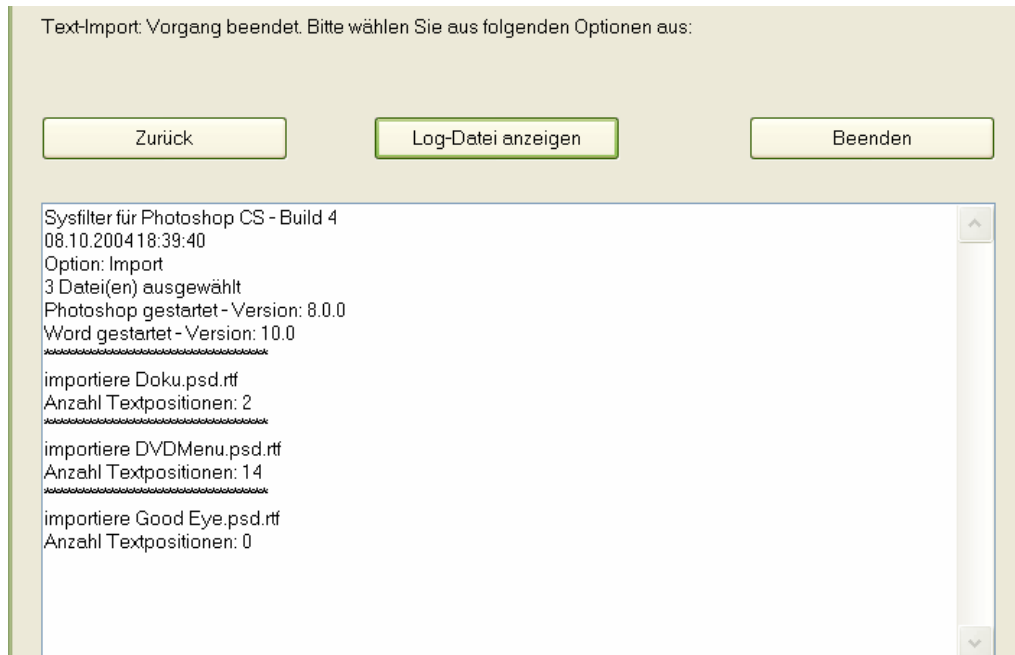 Text-Import: Vorgang beendet. Bitte wählen Sie aus folgenden Optionen aus:
Zurück
Log-Datei anzeigen
Beenden
Sysfilter für Photoshop CS - Build 4
08.10.2004 18:39:40
Option: Import
3 Datei(en) ausgewählt
Photoshop gestartet - Version: 8.0.0
Word gestartet - Version: 10.0
********************************
importiere Doku.psd.rtf
Anzahl Textpositionen: 2
********************************
importiere DVDMenu.psd.rtf
Anzahl Textpositionen: 14
********************************
importiere Good Eye.psd.rtf
Anzahl Textpositionen: 0